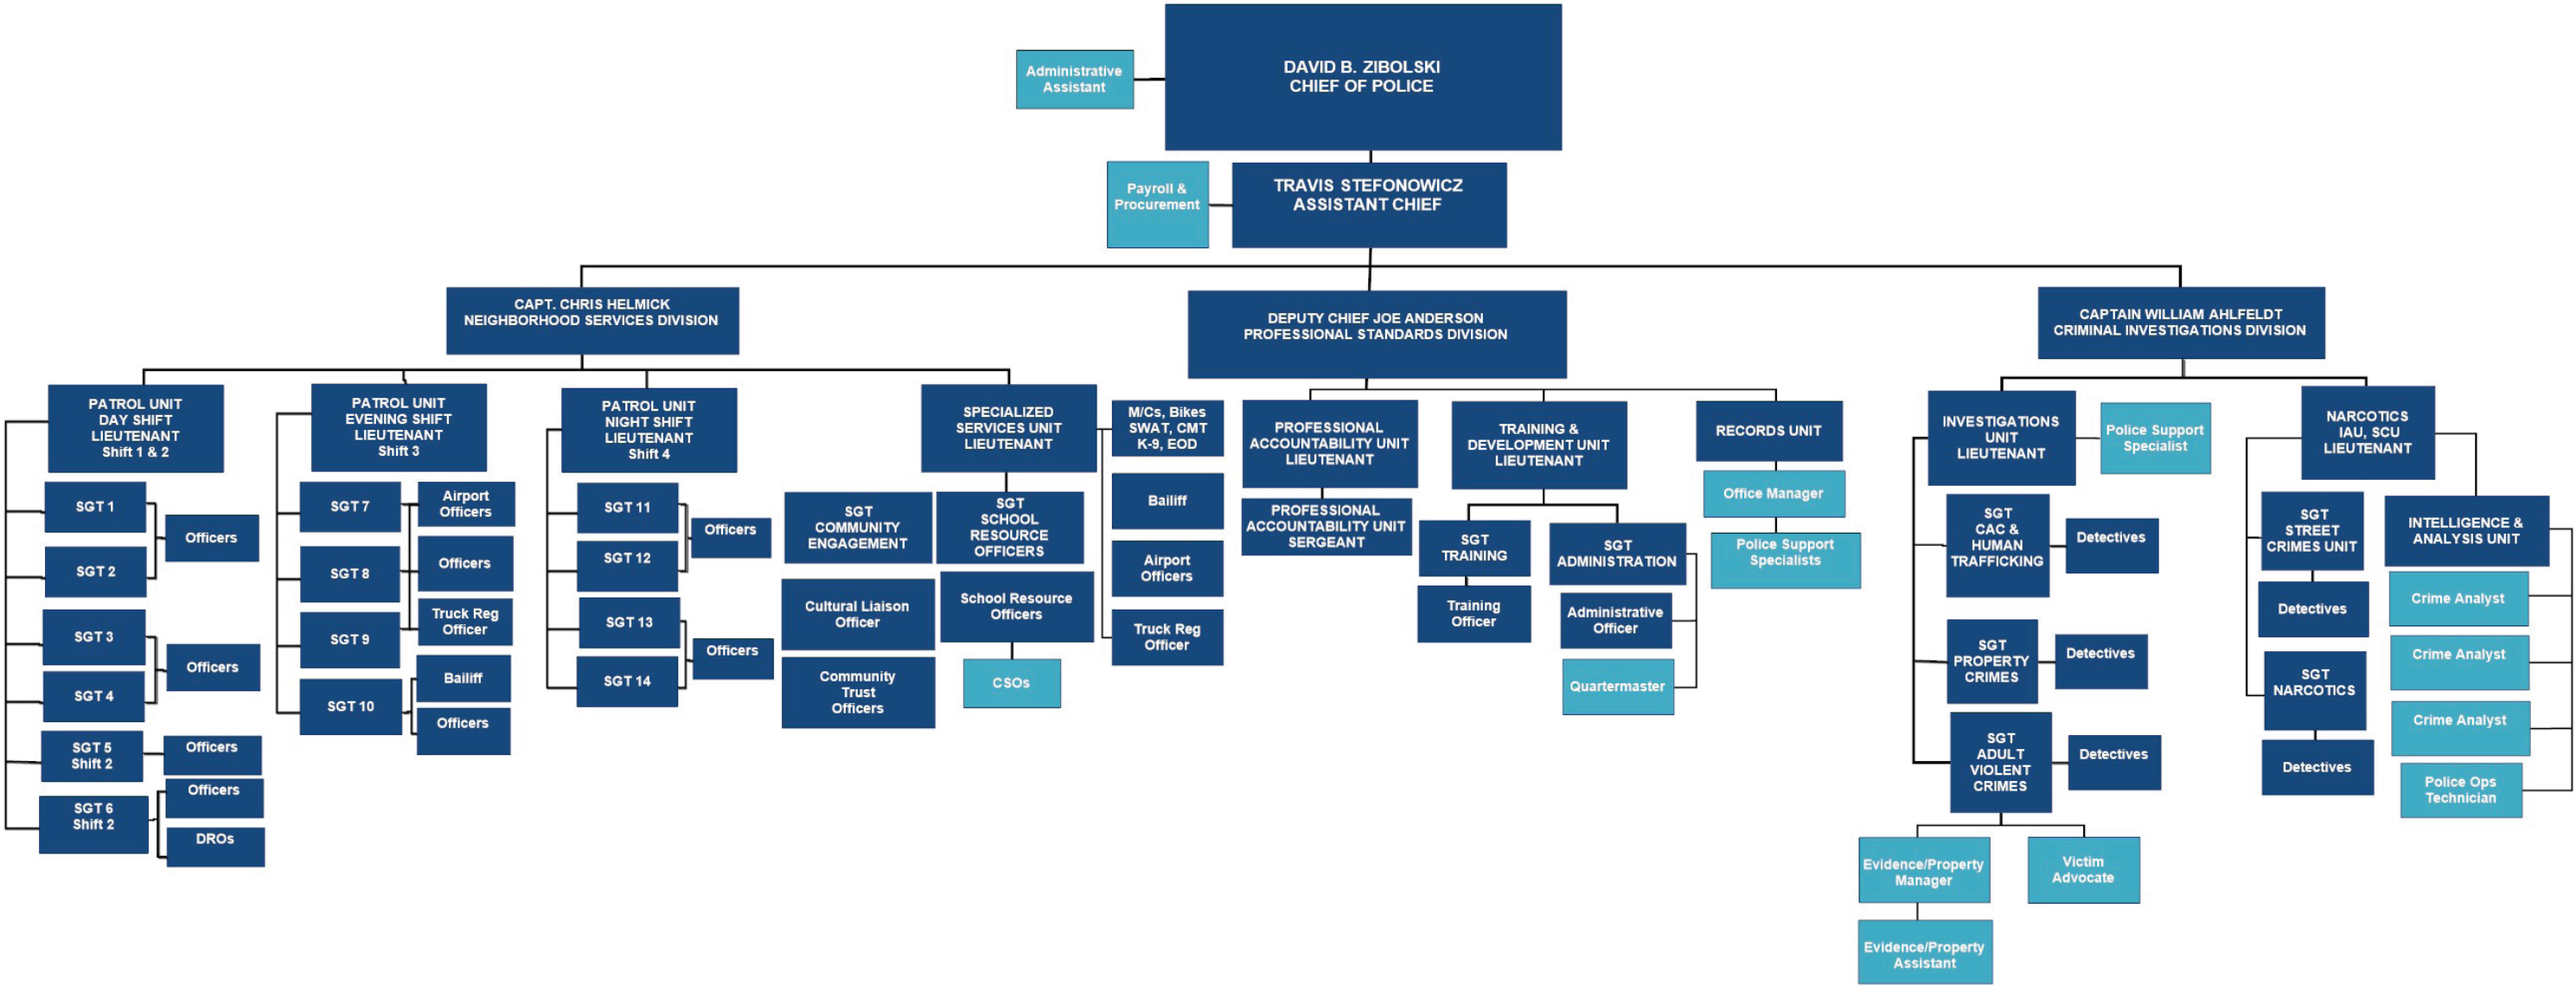 DAVID B. ZIBOLSKI
CHIEF OF POLICE
Administrative
Assistant
TRAVIS STEFONOWICZ
ASSISTANT CHIEF
Payroll &
Procurement
CAPT. CHRIS HELMICK
NEIGHBORHOOD SERVICES DIVISION
DEPUTY CHIEF JOE ANDERSON
PROFESSIONAL STANDARDS DIVISION
CAPTAIN WILLIAM AHLFELDT
CRIMINAL INVESTIGATIONS DIVISION
PATROL UNIT
DAY SHIFT
LIEUTENANT
Shift 1 & 2
SGT 1
SGT 2
Officers
SGT 3
SGT 4
Officers
SGT 5
Shift 2
Officers
SGT 6
Shift 2
Officers
DROs
PATROL UNIT
EVENING SHIFT
LIEUTENANT
Shift 3
SGT 7
SGT 8
SGT 9
Airport
Officers
Officers
Truck Reg
Officer
SGT 10
Bailiff
Officers
PATROL UNIT
NIGHT SHIFT
LIEUTENANT
Shift 4
SGT 11
SGT 12
Officers
SGT 13
SGT 14
Officers
SPECIALIZED
SERVICES UNIT
LIEUTENANT
M/Cs, Bikes
SWAT, CMT
K-9, EOD
Bailiff
Airport
Officers
Truck Reg
Officer
SGT
COMMUNITY
ENGAGEMENT
Cultural Liaison
Officer
Community
Trust
Officers
SGT
SCHOOL
RESOURCE
OFFICERS
School Resource
Officers
CSOs
PROFESSIONAL
ACCOUNTABILITY UNIT
LIEUTENANT
PROFESSIONAL
ACCOUNTABILITY UNIT
SERGEANT
TRAINING &
DEVELOPMENT UNIT
LIEUTENANT
SGT
TRAINING
Training
Officer
SGT
ADMINISTRATION
Administrative
Officer
Quartermaster
RECORDS UNIT
Office Manager
Police Support
Specialists
INVESTIGATIONS
UNIT
LIEUTENANT
Police Support
Specialist
SGT
CAC &
HUMAN
TRAFFICKING
Detectives
SGT
PROPERTY
CRIMES
Detectives
SGT
ADULT
VIOLENT
CRIMES
Detectives
Evidence/Property
Manager
Evidence/Property
Assistant
Victim
Advocate
NARCOTICS
IAU, SCU
LIEUTENANT
SGT
STREET
CRIMES UNIT
Detectives
SGT
NARCOTICS
Detectives
INTELLIGENCE &
ANALYSIS UNIT
Crime Analyst
Crime Analyst
Crime Analyst
Police Ops
Technician